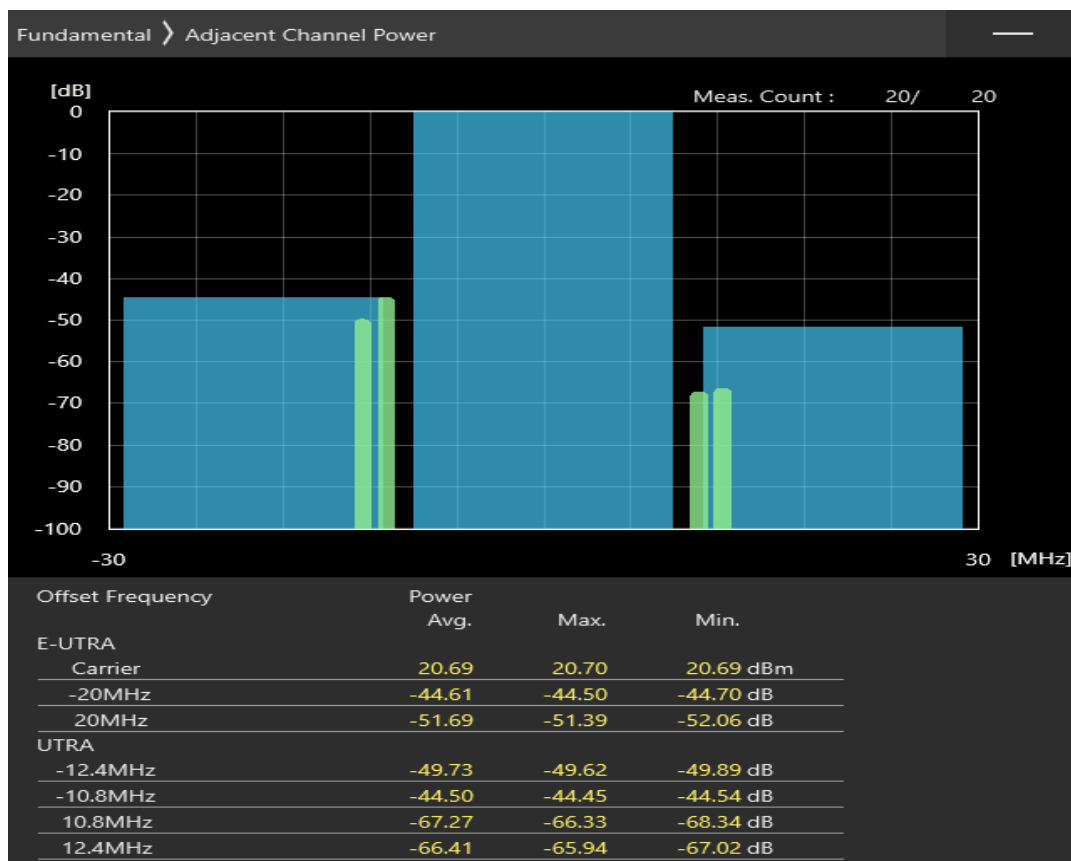 Fundamental ❯ Adjacent Channel Power
[dB]
Meas. Count : 20/ 20
0
-10
-20
-30
-40
-50
-60
-70
-80
-90
-100
-30 30 [MHz]
Offset Frequency Power
Avg. Max. Min.
E-UTRA
Carrier 20.69 20.70 20.69 dBm
-20MHz -44.61 -44.50 -44.70 dB
20MHz -51.69 -51.39 -52.06 dB
UTRA
-12.4MHz -49.73 -49.62 -49.89 dB
-10.8MHz -44.50 -44.45 -44.54 dB
10.8MHz -67.27 -66.33 -68.34 dB
12.4MHz -66.41 -65.94 -67.02 dB